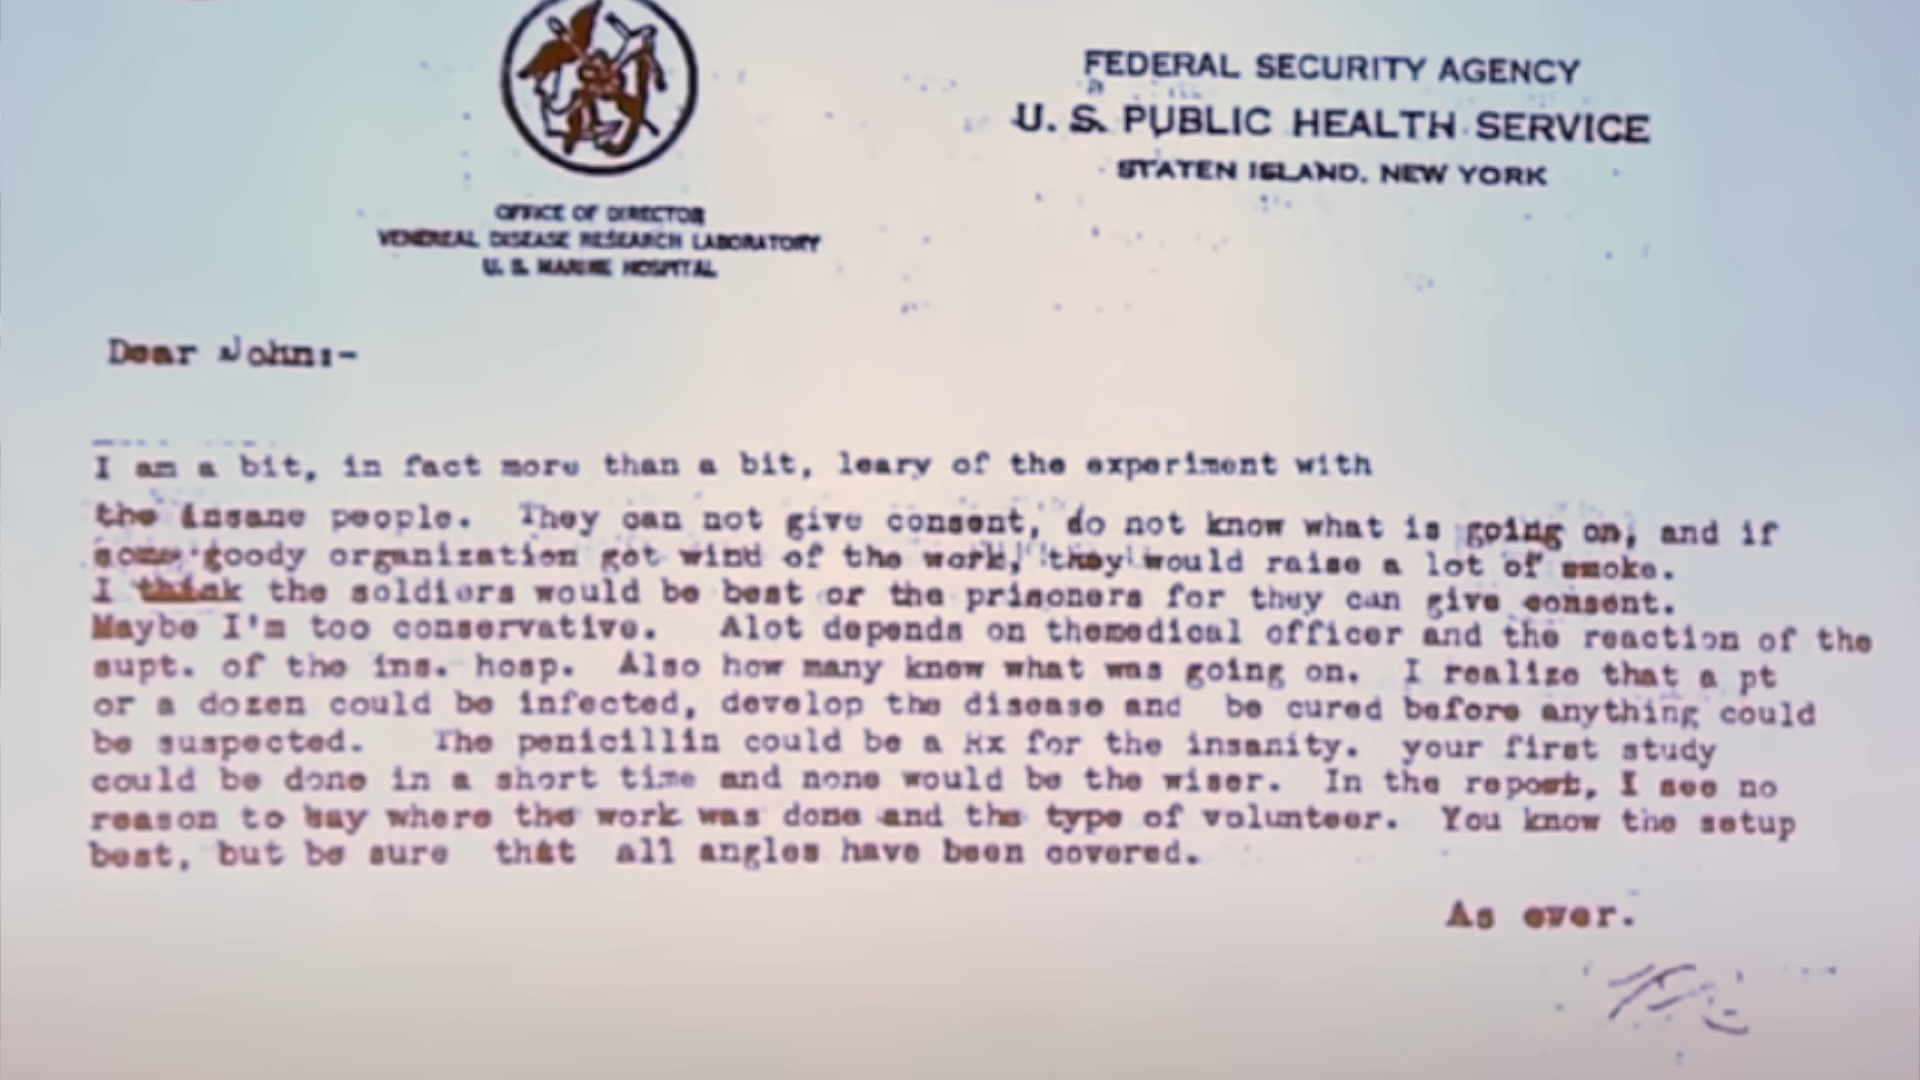 FEDERAL SECURITY AGENCY
U. S. PUBLIC HEALTH SERVICE
STATEN ISLAND, NEW YORK
OFFICE OF DIRECTOR
VENEREAL DISEASE RESEARCH LABORATORY
U. S. MARINE HOSPITAL
Dear John:-
I am a bit, in fact more than a bit, leary of the experiment with
the insane people. They can not give consent, do not know what is going on, and if
some goody organization got wind of the work, they would raise a lot of smoke.
I think the soldiers would be best or the prisoners for they can give consent.
Maybe I'm too conservative. Alot depends on themedical officer and the reaction of the
supt. of the ins. hosp. Also how many know what was going on. I realize that a pt
or a dozen could be infected, develop the disease and be cured before anything could
be suspected. The penicillin could be a Rx for the insanity. your first study
could be done in a short time and none would be the wiser. In the report, I see no
reason to say where the work was done and the type of volunteer. You know the setup
best, but be sure that all angles have been covered.
As ever.